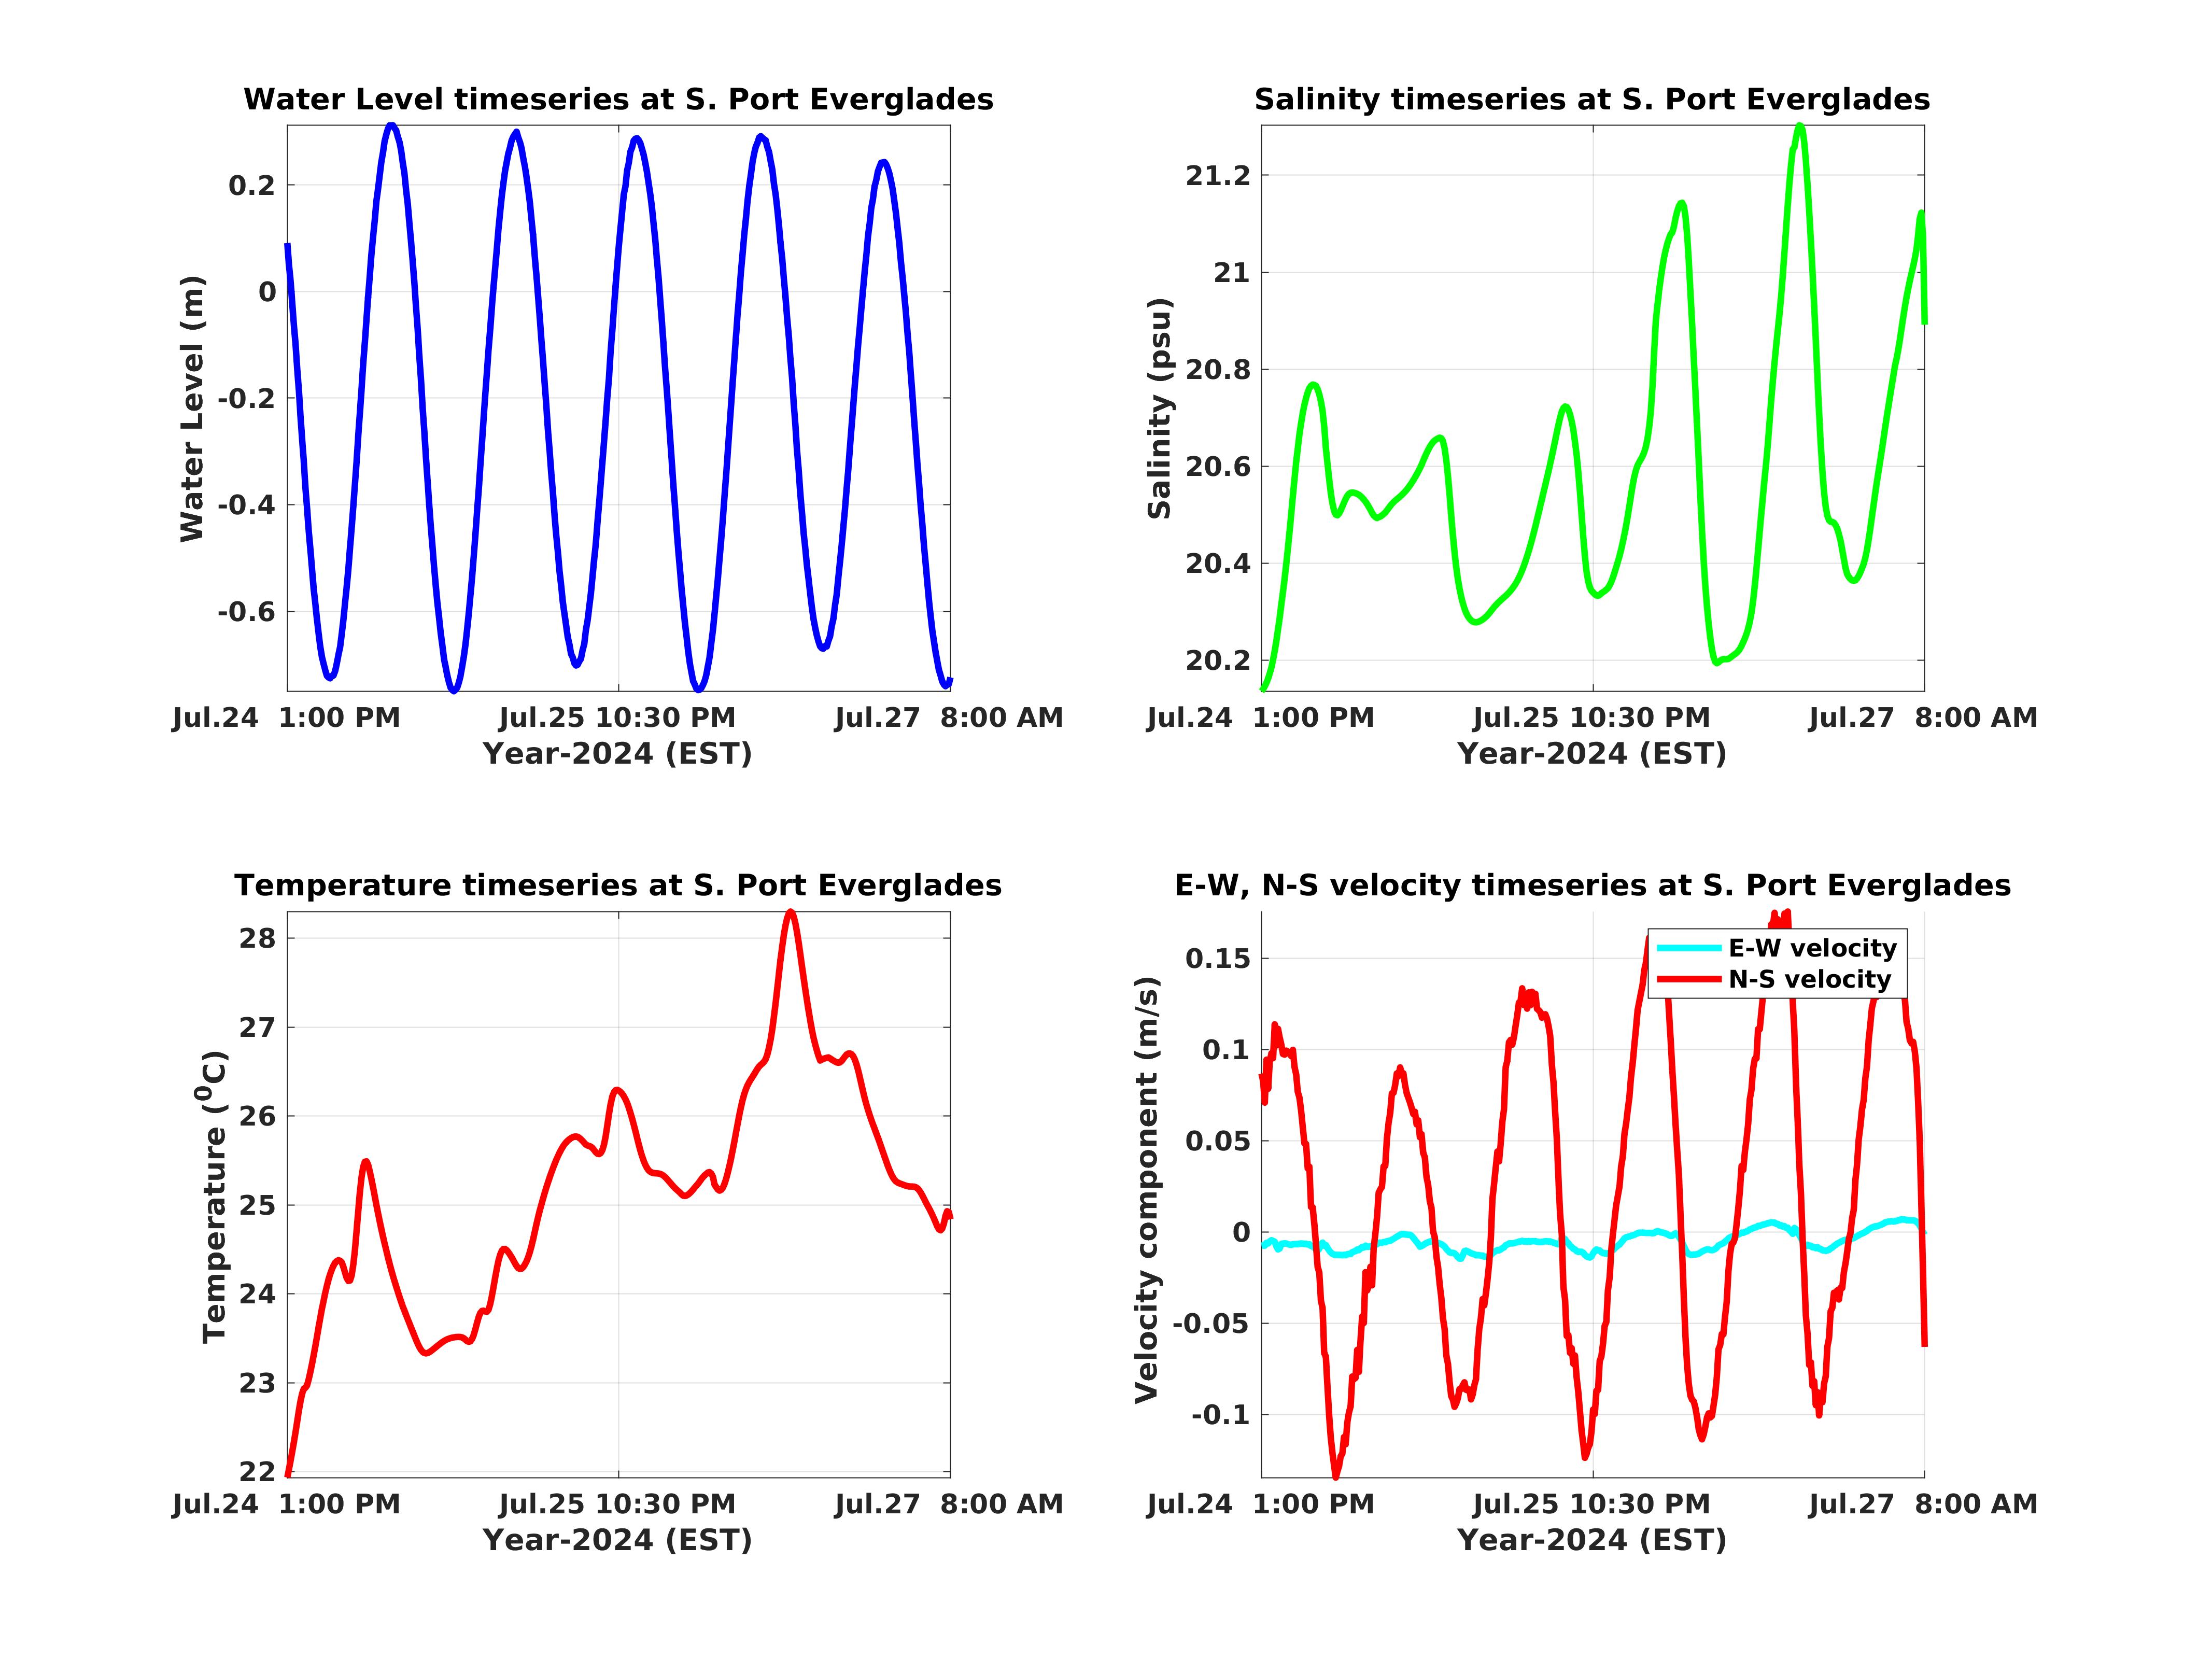 Water Level timeseries at S. Port Everglades
Water Level (m)
0.2
0
-0.2
-0.4
-0.6
Jul.24 1:00 PM Jul.25 10:30 PM Jul.27 8:00 AM
Year-2024 (EST)
Salinity timeseries at S. Port Everglades
Salinity (psu)
21.2
21
20.8
20.6
20.4
20.2
Jul.24 1:00 PM Jul.25 10:30 PM Jul.27 8:00 AM
Year-2024 (EST)
Temperature timeseries at S. Port Everglades
Temperature (⁰C)
28
27
26
25
24
23
22
Jul.24 1:00 PM Jul.25 10:30 PM Jul.27 8:00 AM
Year-2024 (EST)
E-W, N-S velocity timeseries at S. Port Everglades
Velocity component (m/s)
0.15
0.1
0.05
0
-0.05
-0.1
E-W velocity
N-S velocity
Jul.24 1:00 PM Jul.25 10:30 PM Jul.27 8:00 AM
Year-2024 (EST)